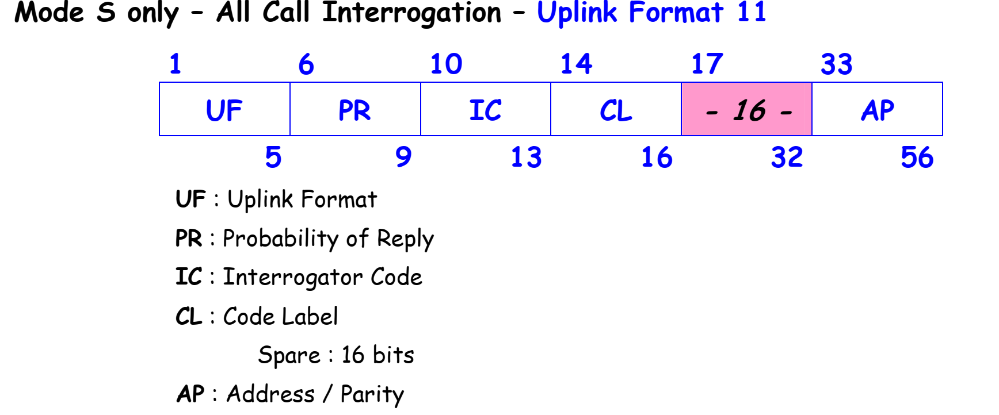 Mode S only – All Call Interrogation – Uplink Format 11
1 6 10 14 17 33
UF PR IC CL - 16 - AP
5 9 13 16 32 56
UF : Uplink Format
PR : Probability of Reply
IC : Interrogator Code
CL : Code Label
Spare : 16 bits
AP : Address / Parity